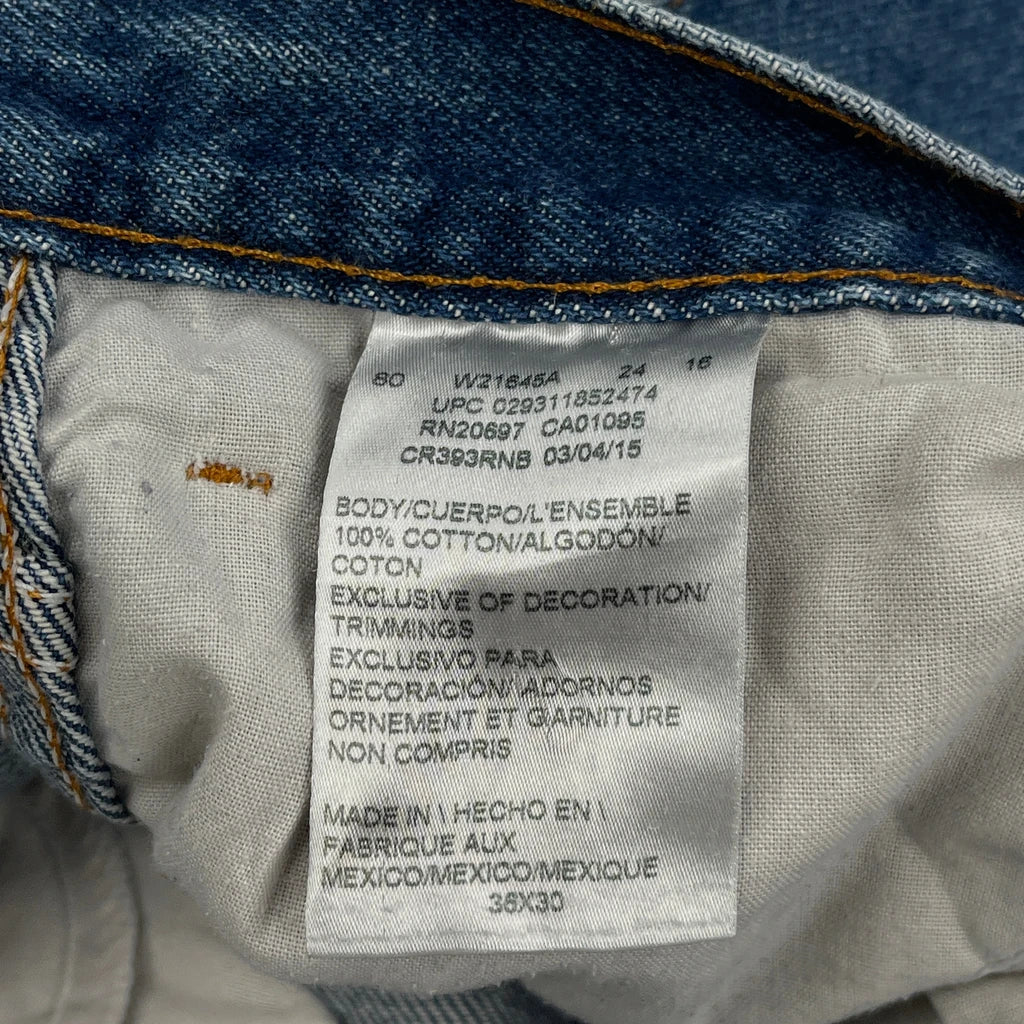 80 W21645A 24 16
UPC 029311852474
RN20697 CA01095
CR393RNB 03/04/15
BODY/CUERPO/L'ENSEMBLE
100% COTTON/ALGODÓN/
COTON
EXCLUSIVE OF DECORATION/
TRIMMINGS
EXCLUSIVO PARA
DECORACIÓN/ ADORNOS
ORNEMENT ET GARNITURE
NON COMPRIS
MADE IN \ HECHO EN \
FABRIQUE AUX
MEXICO/MEXICO/MEXIQUE
36X30